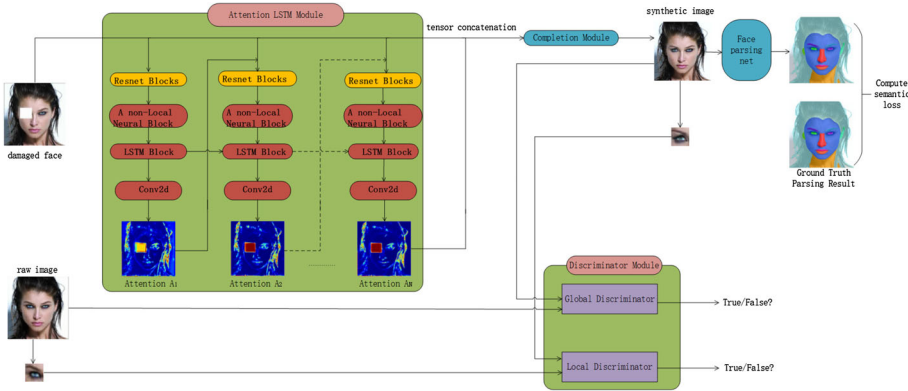 Attention LSTM Module
tensor concatenation
synthetic image
Completion Module
Face
parsing
net
Compute
semantic
loss
Resnet Blocks
Resnet Blocks
Resnet Blocks
A non-Local
Neural Block
A non-Local
Neural Block
A non-Local
Neural Block
damaged face
LSTM Block
LSTM Block
LSTM Block
Conv2d
Conv2d
Conv2d
Ground Truth
Parsing Result
raw image
Attention A₁
Attention A₂
Attention Aɴ
Discriminator Module
Global Discriminator
True/False?
Local Discriminator
True/False?